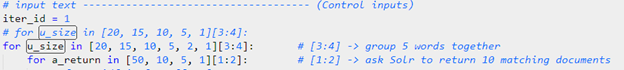 # input text ----------------------------------- (Control inputs)
iter_id = 1
# for u_size in [20, 15, 10, 5, 1][3:4]:
for u_size in [20, 15, 10, 5, 2, 1][3:4]: # [3:4] -> group 5 words together
for a_return in [50, 10, 5, 1][1:2]: # [1:2] -> ask Solr to return 10 matching documents